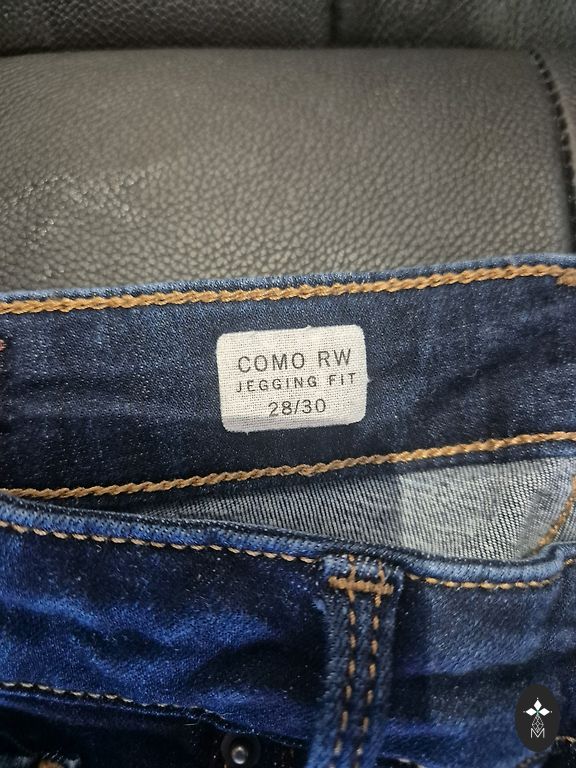 COMO RW
JEGGING FIT
28/30